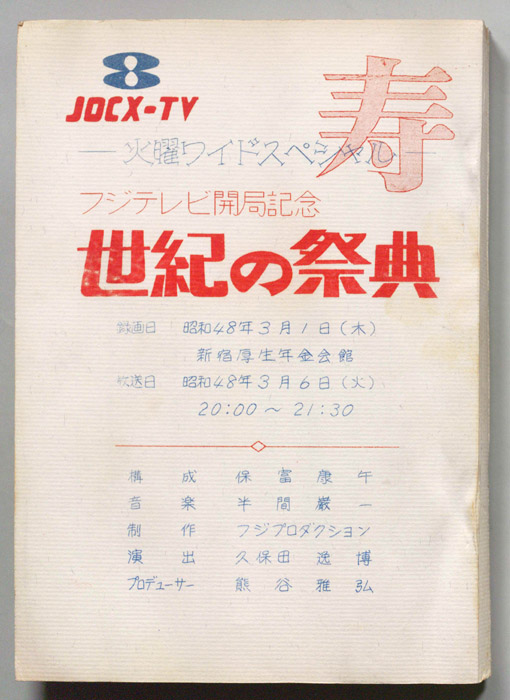 8
JOCX-TV
寿
―火曜ワイドスペシャル―
フジテレビ開局記念
世紀の祭典
録画日 昭和48年3月1日(木)
新宿厚生年金会館
放送日 昭和48年3月6日(火)
20:00~21:30
構成 保富康午
音楽 半間巌一
制作 フジプロダクション
演出 久保田逸博
プロデューサー 熊谷雅弘